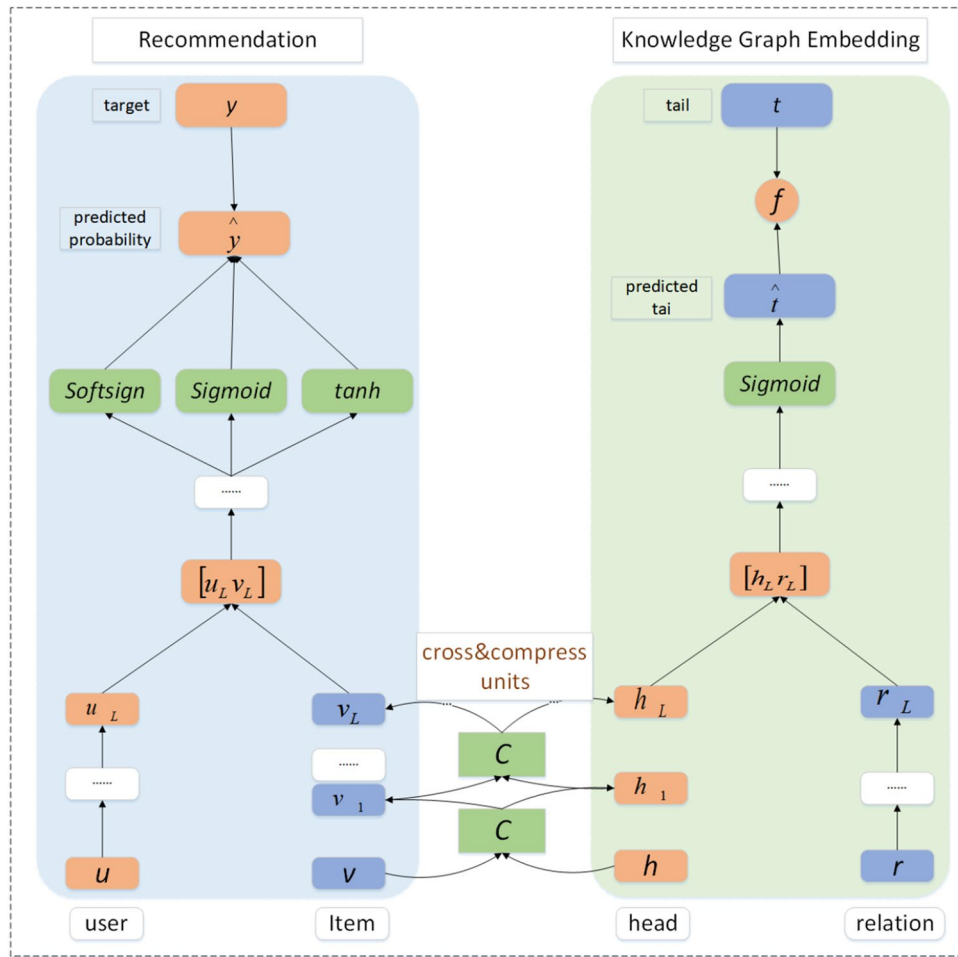 Recommendation
Knowledge Graph Embedding
target
y
tail
t
f
predicted
probability
ŷ
predicted
tai
t̂
Softsign
Sigmoid
tanh
Sigmoid
......
......
[u_L v_L]
[h_L r_L]
cross&compress
units
u_L
v_L
...
...
h_L
r_L
C
......
......
v_1
h_1
......
C
u
v
h
r
user
Item
head
relation